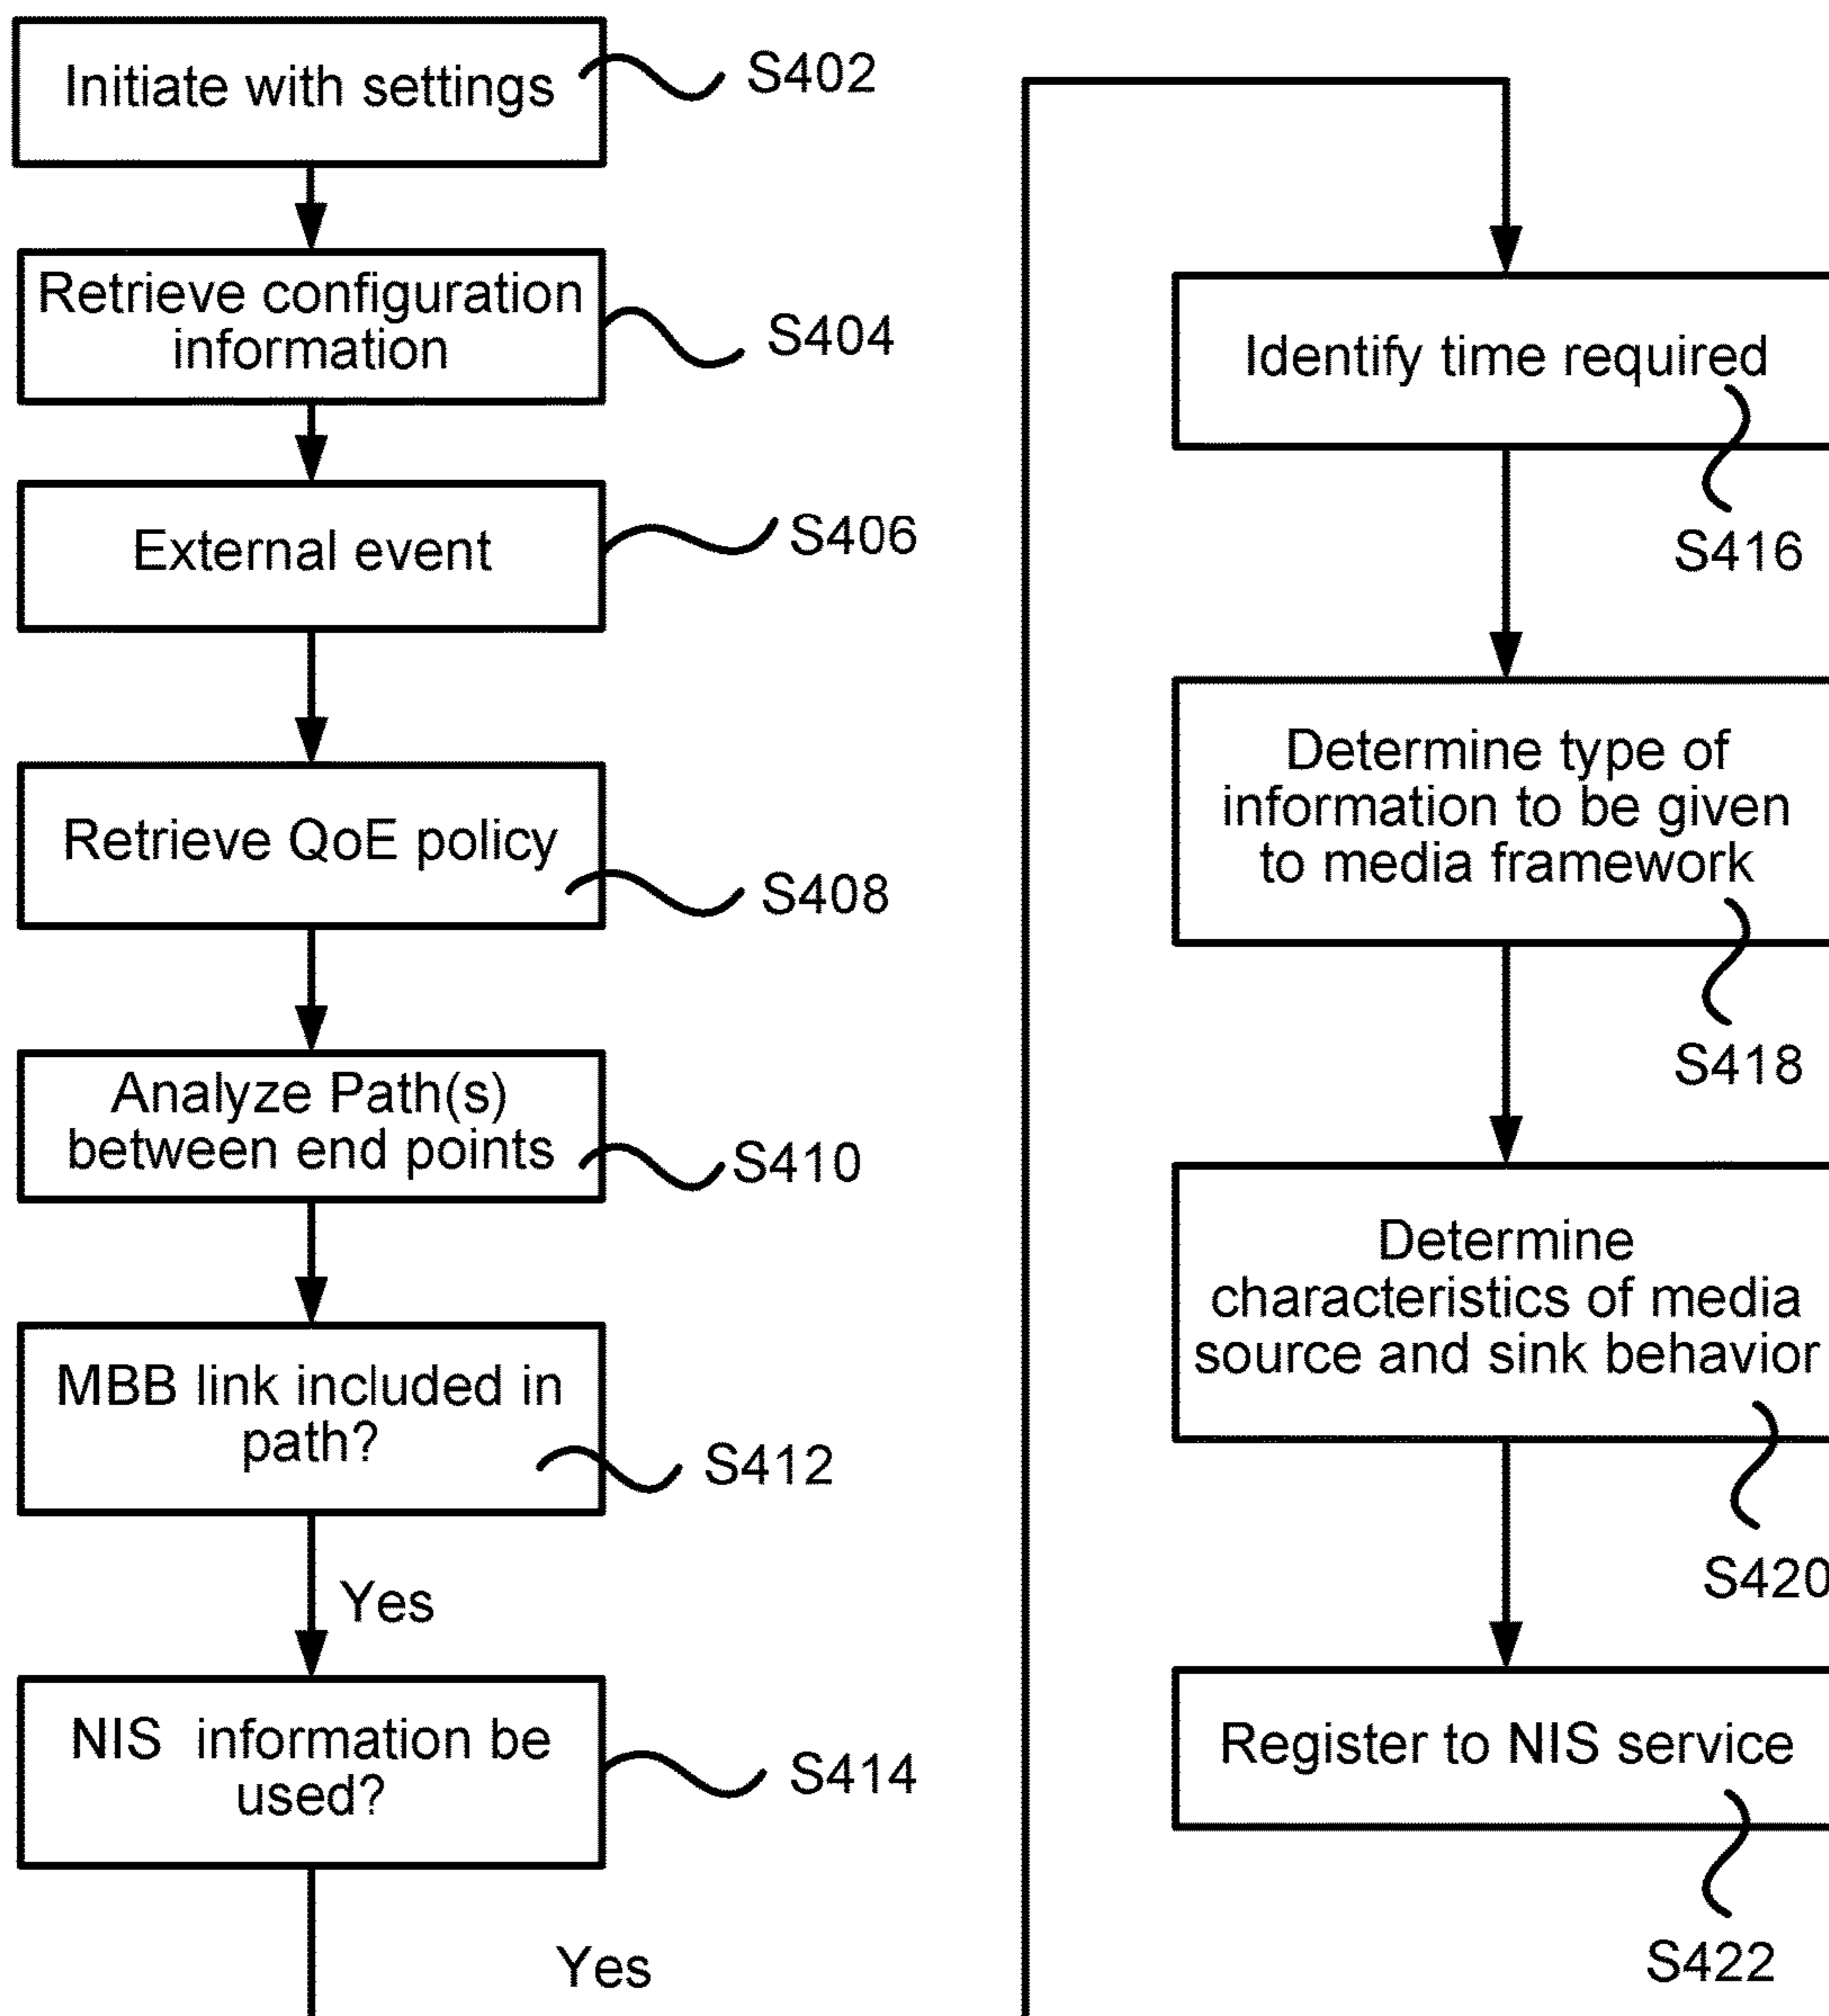 Initiate with settings
S402
Retrieve configuration
information
S404
External event
S406
Retrieve QoE policy
S408
Analyze Path(s)
between end points
S410
MBB link included in
path?
S412
Yes
NIS information be
used?
S414
Yes
Identify time required
S416
Determine type of
information to be given
to media framework
S418
Determine
characteristics of media
source and sink behavior
S420
Register to NIS service
S422